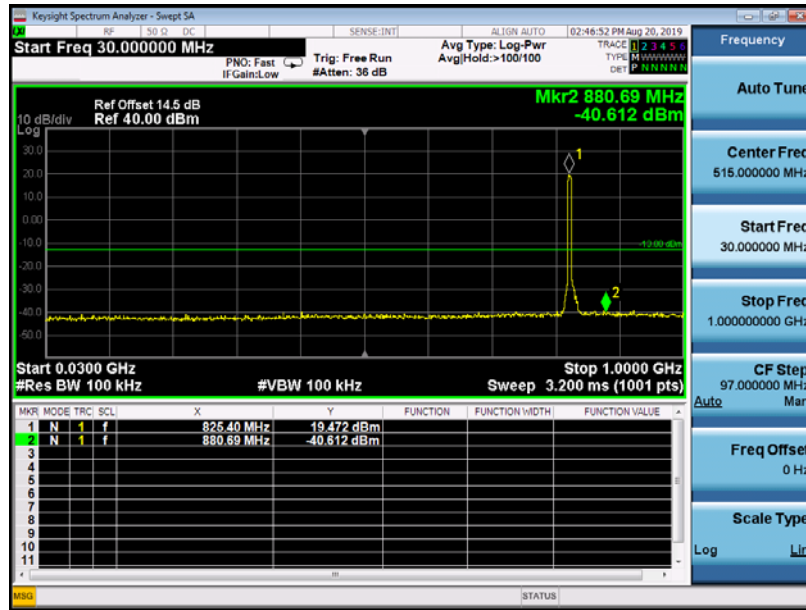 Keysight Spectrum Analyzer - Swept SA
RF 50 Ω DC SENSE:INT ALIGN AUTO 02:46:52 PM Aug 20, 2019
Start Freq 30.000000 MHz
PNO: Fast
IFGain:Low
Trig: Free Run
#Atten: 36 dB
Avg Type: Log-Pwr
Avg|Hold:>100/100
TRACE 1 2 3 4 5 6
TYPE M W W W W W
DET P N N N N N
Frequency
Auto Tune
Center Freq
515.000000 MHz
Start Freq
30.000000 MHz
Stop Freq
1.000000000 GHz
CF Step
97.000000 MHz
Auto Man
Freq Offset
0 Hz
Scale Type
Log Lin
Mkr2 880.69 MHz
-40.612 dBm
Ref Offset 14.5 dB
10 dB/div Ref 40.00 dBm
Log
30.0
20.0
10.0
0.00
-10.0
-20.0
-30.0
-40.0
-50.0
1
-13.00 dBm
2
Start 0.0300 GHz Stop 1.0000 GHz
#Res BW 100 kHz #VBW 100 kHz Sweep 3.200 ms (1001 pts)
MKR MODE TRC SCL X Y FUNCTION FUNCTION WIDTH FUNCTION VALUE
1 N 1 f 825.40 MHz 19.472 dBm
2 N 1 f 880.69 MHz -40.612 dBm
3
4
5
6
7
8
9
10
11
MSG STATUS